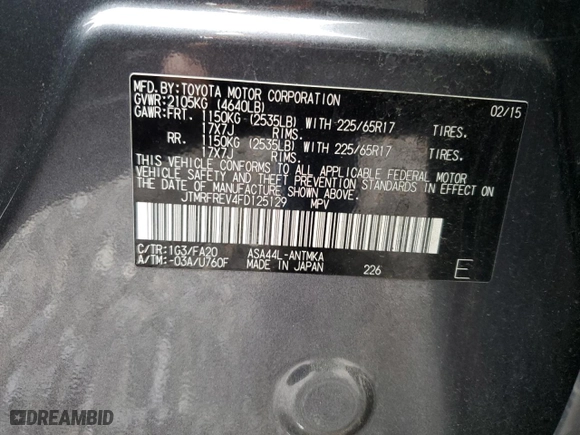 MFD.BY:TOYOTA MOTOR CORPORATION 02/15
GVWR:2105KG (4640LB)
GAWR:FRT. 1150KG (2535LB) WITH 225/65R17 TIRES.
17X7J RIMS.
RR. 1150KG (2535LB) WITH 225/65R17 TIRES.
17X7J RIMS.
THIS VEHICLE CONFORMS TO ALL APPLICABLE FEDERAL MOTOR
VEHICLE SAFETY AND THEFT PREVENTION STANDARDS IN EFFECT ON
THE DATE OF MANUFACTURE SHOWN ABOVE.
JTMRFREV4FD125129 MPV
C/TR:1G3/FA20 ASA44L-ANTMKA
A/TM:-03A/U760F MADE IN JAPAN 226 E
DREAMBID